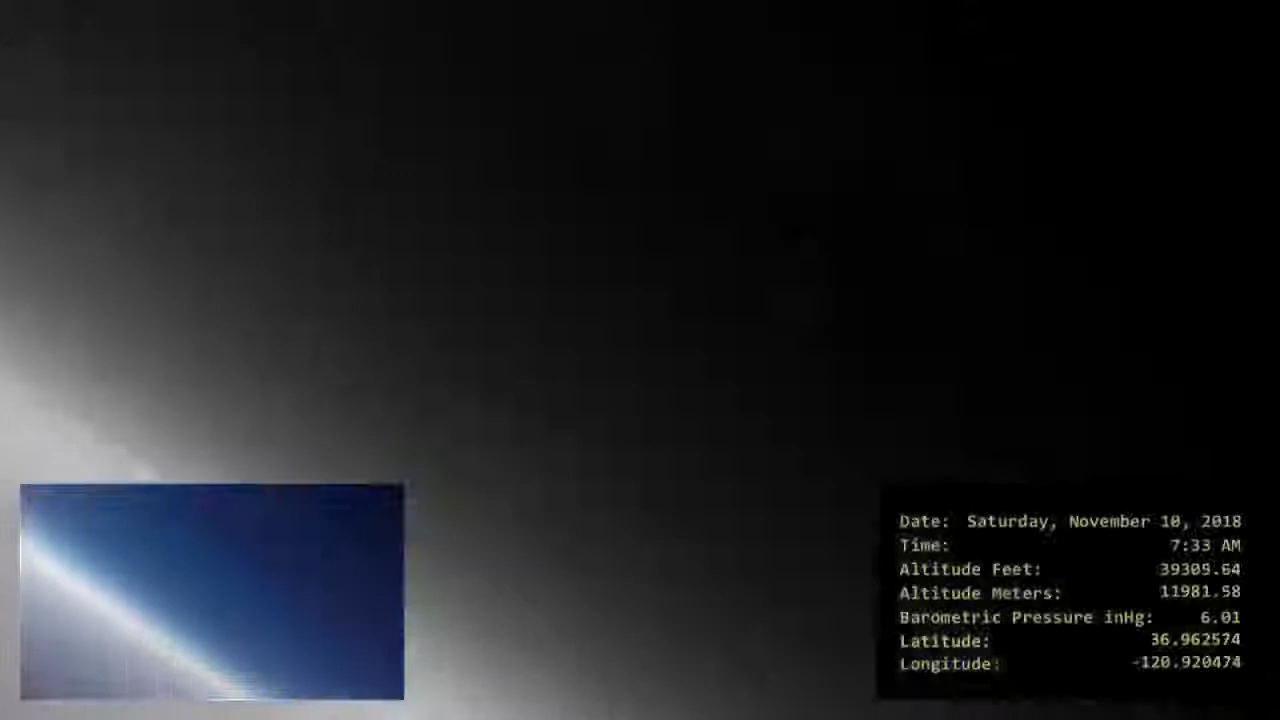 Date: Saturday, November 10, 2018
Time: 7:33 AM
Altitude Feet: 39305.64
Altitude Meters: 11981.58
Barometric Pressure inHg: 6.01
Latitude: 36.962574
Longitude: -120.920474